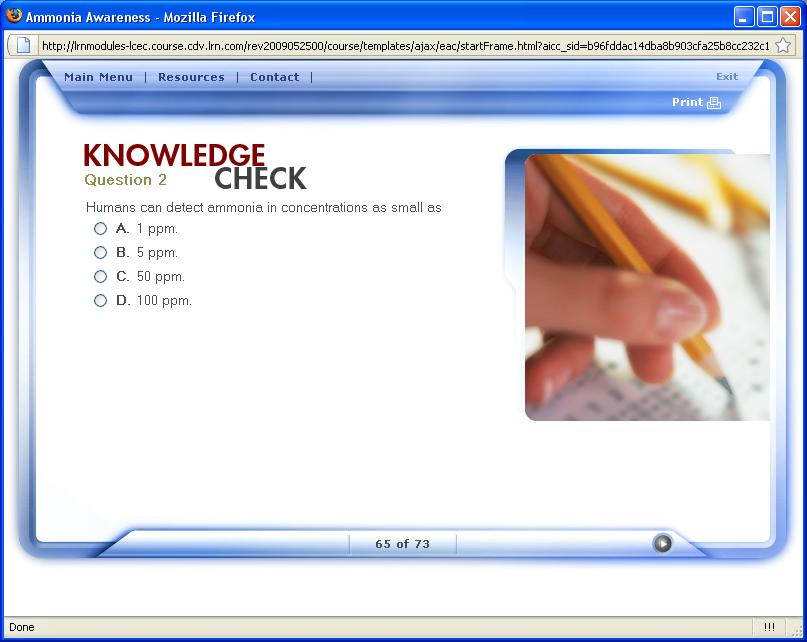 Ammonia Awareness - Mozilla Firefox
http://lrnmodules-lcec.course.cdv.lrn.com/rev2009052500/course/templates/ajax/eac/startFrame.html?aicc_sid=b96fddac14dba8b903cfa25b8cc232c1
Main Menu | Resources | Contact | Exit
Print
KNOWLEDGE
CHECK
Question 2
Humans can detect ammonia in concentrations as small as
A. 1 ppm.
B. 5 ppm.
C. 50 ppm.
D. 100 ppm.
65 of 73
Done !!!